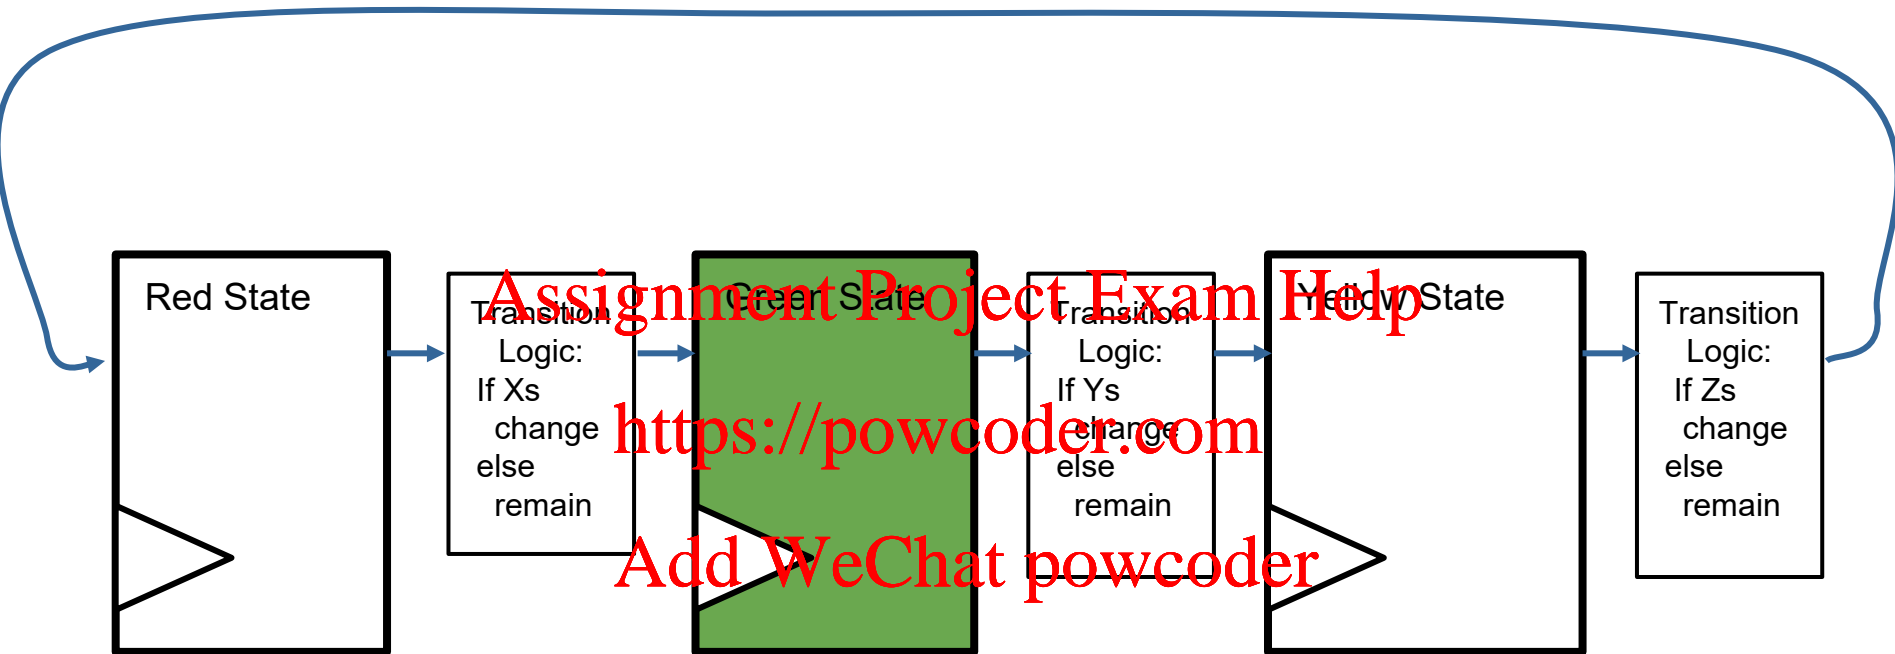 Red State
Transition
Logic:
If Xs
change
else
remain
Green State
Transition
Logic:
If Ys
change
else
remain
Yellow State
Transition
Logic:
If Zs
change
else
remain
Assignment Project Exam Help
https://powcoder.com
Add WeChat powcoder